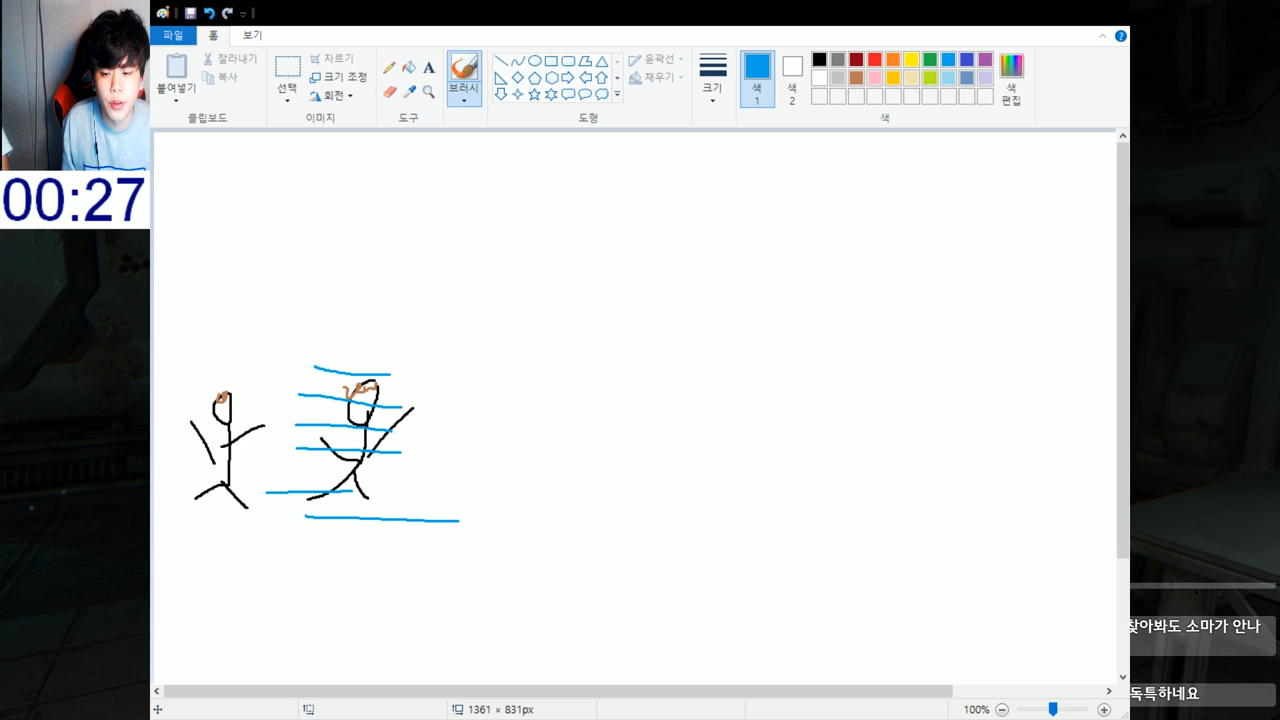 파일 홈 보기
붙여넣기
잘라내기
복사
클립보드
선택
자르기
크기 조정
회전
이미지
A
도구
브러시
윤곽선
채우기
도형
크기
색
1
색
2
색
편집
색
00:27
찾아봐도 소마가 안나
독특하네요
1361 × 831px
100%